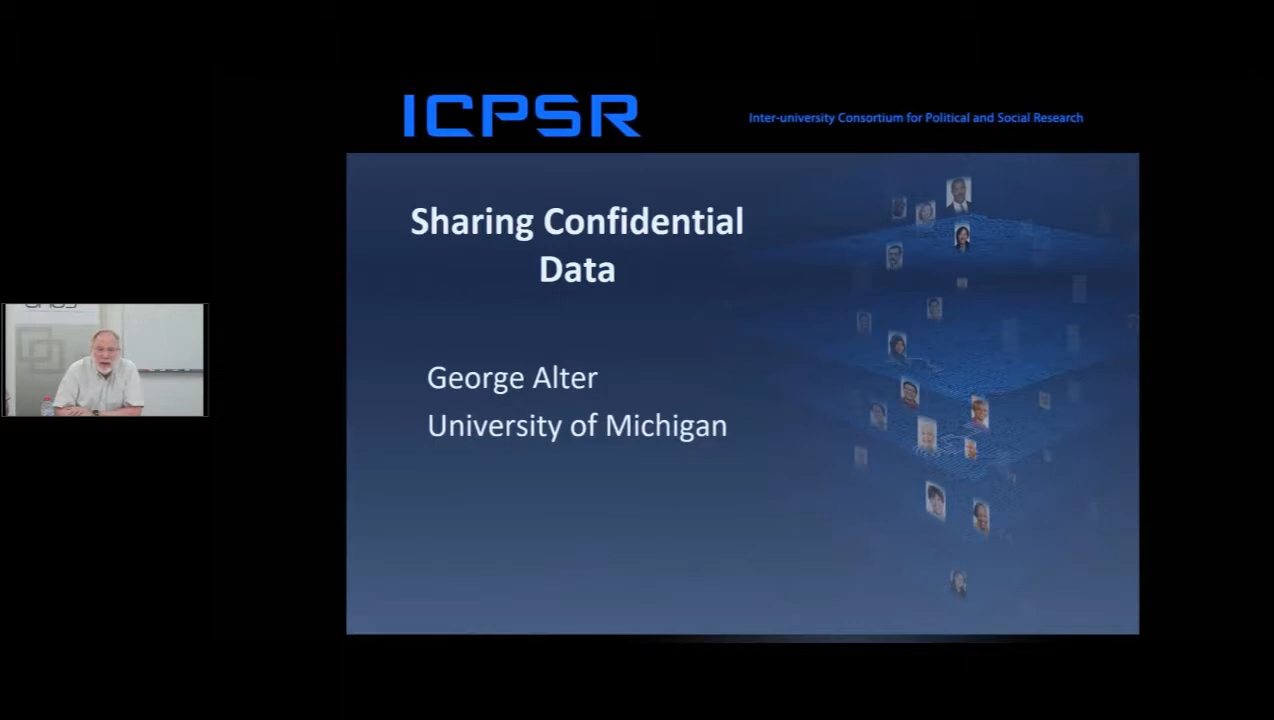 ICPSR
Inter-university Consortium for Political and Social Research
Sharing Confidential
Data
George Alter
University of Michigan